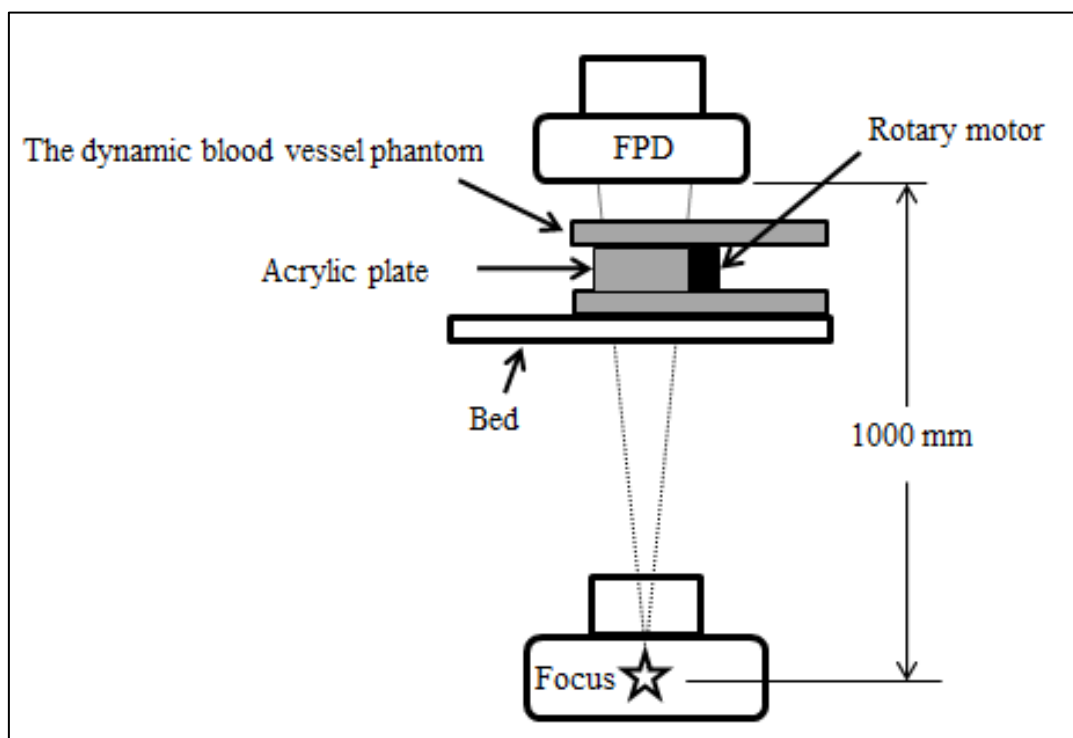 FPD
Rotary motor
The dynamic blood vessel phantom
Acrylic plate
Bed
1000 mm
Focus